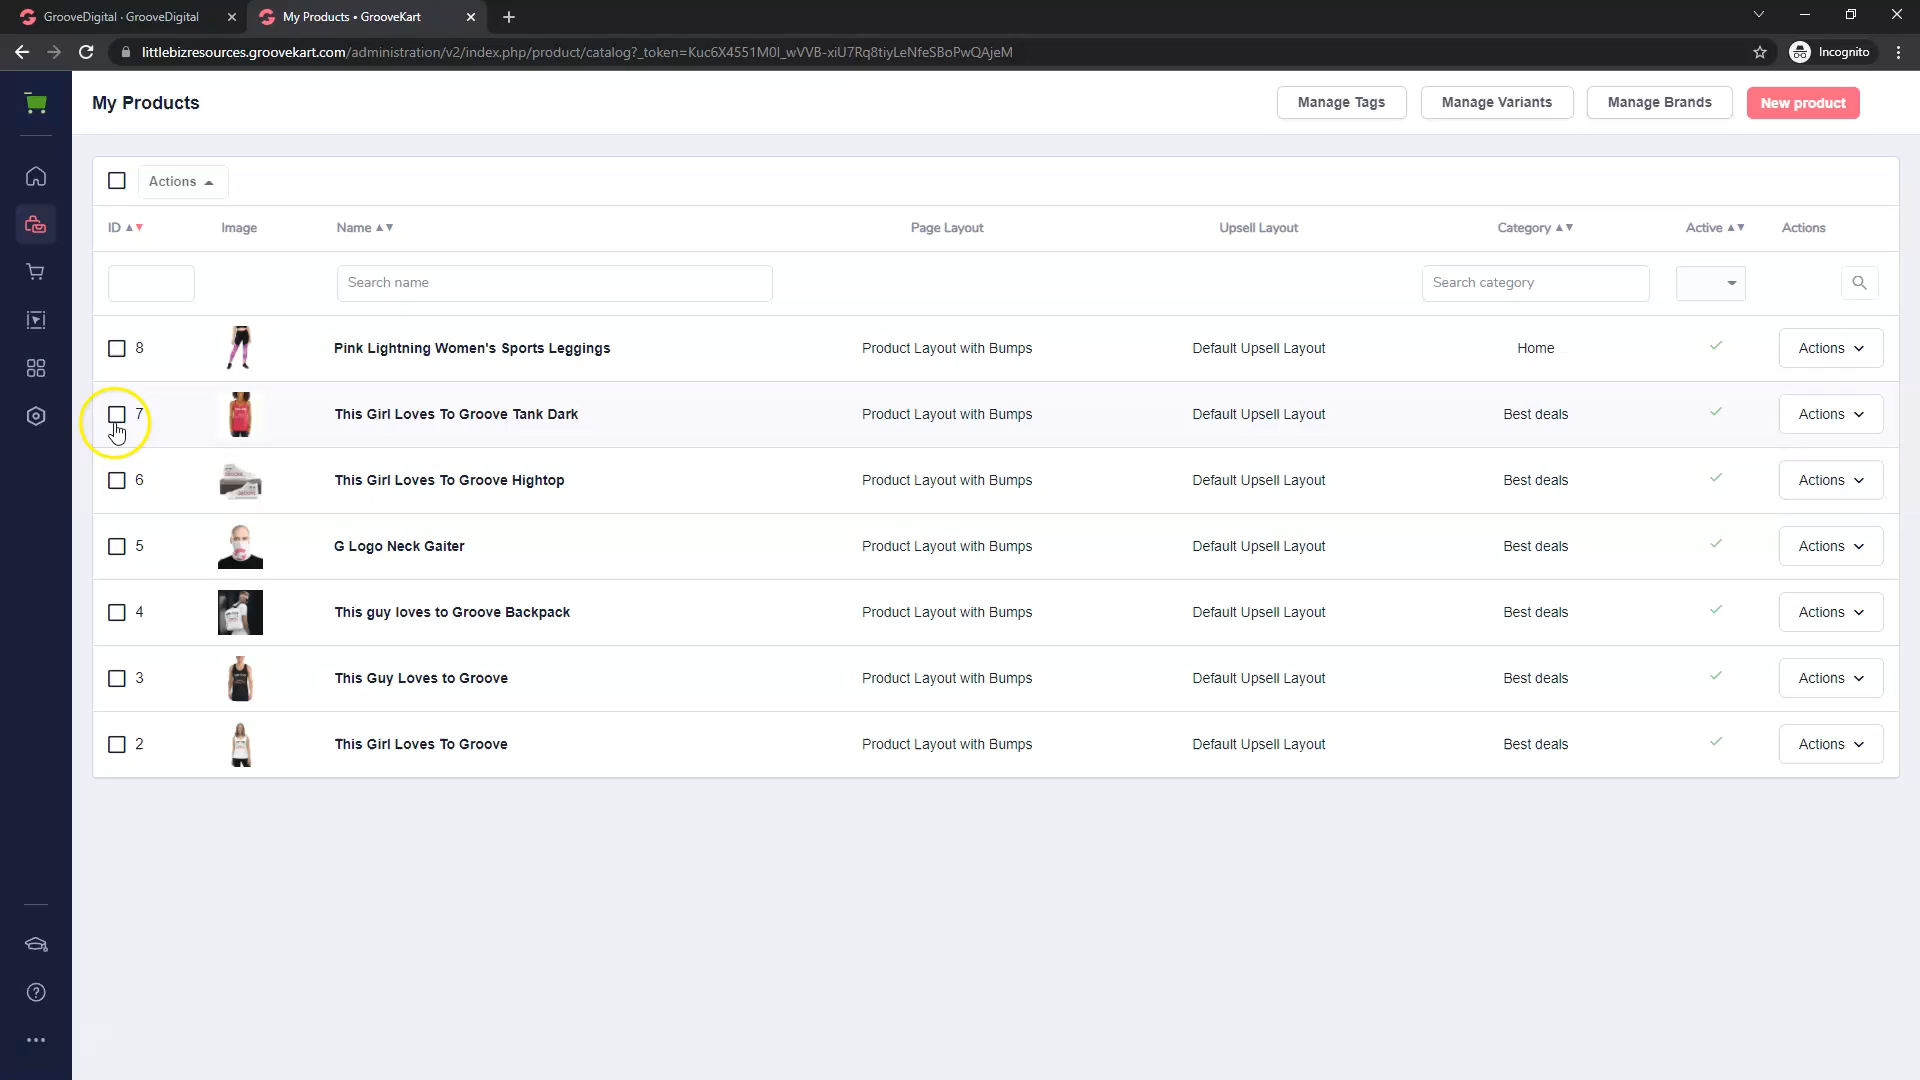 GrooveDigital · GrooveDigital
My Products • GrooveKart
littlebizresources.groovekart.com/administration/v2/index.php/product/catalog?_token=Kuc6X4551M0I_wVVB-xiU7Rq8tiyLeNfeSBoPwQAjeM
Incognito
My Products
Manage Tags
Manage Variants
Manage Brands
New product
Actions
ID Image Name Page Layout Upsell Layout Category Active Actions
Search name Search category
8 Pink Lightning Women's Sports Leggings Product Layout with Bumps Default Upsell Layout Home Actions
7 This Girl Loves To Groove Tank Dark Product Layout with Bumps Default Upsell Layout Best deals Actions
6 This Girl Loves To Groove Hightop Product Layout with Bumps Default Upsell Layout Best deals Actions
5 G Logo Neck Gaiter Product Layout with Bumps Default Upsell Layout Best deals Actions
4 This guy loves to Groove Backpack Product Layout with Bumps Default Upsell Layout Best deals Actions
3 This Guy Loves to Groove Product Layout with Bumps Default Upsell Layout Best deals Actions
2 This Girl Loves To Groove Product Layout with Bumps Default Upsell Layout Best deals Actions